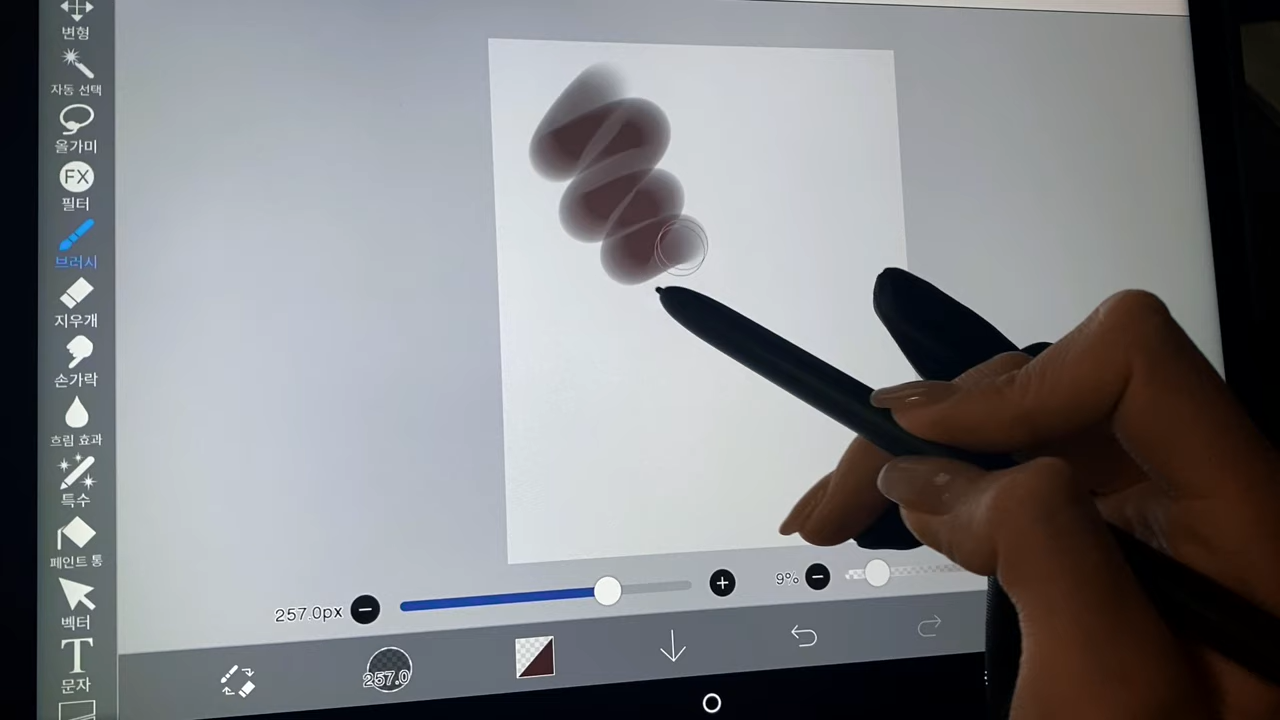 변형
자동 선택
올가미
FX
필터
브러시
지우개
손가락
흐림 효과
특수
페인트 통
벡터
T
문자
257.0px
9%
257.0